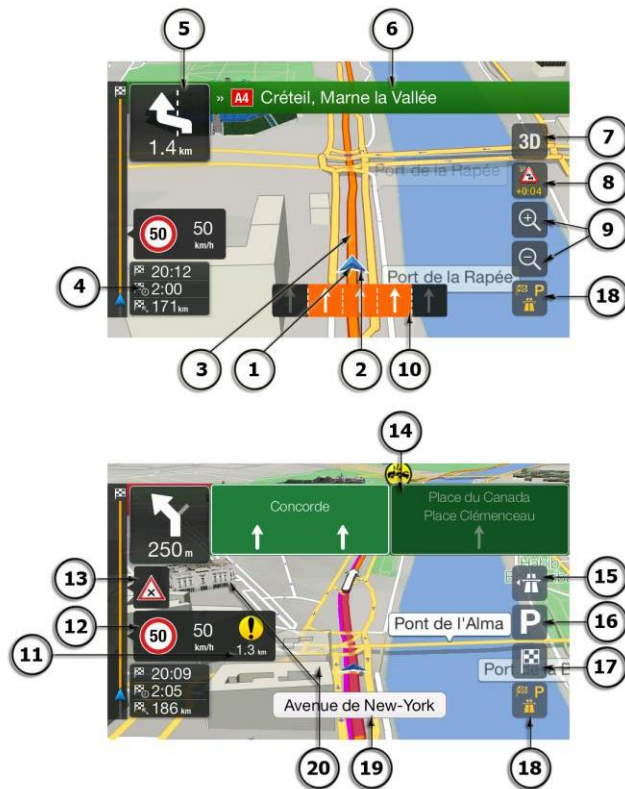 5
6
» A4 Créteil, Marne la Vallée
1.4 km
3D
7
Port de la Rapée
+0:04
8
50
50
km/h
9
4
20:12
2:00
171 km
Port de la Rapée
P
18
3
1
2
10
14
Concorde
Place du Canada
Place Clémenceau
250 m
13
15
12
50
50
km/h
1.3 km
Pont de l'Alma
P
16
11
17
20:09
2:05
186 km
Avenue de New-York
P
20
19
18